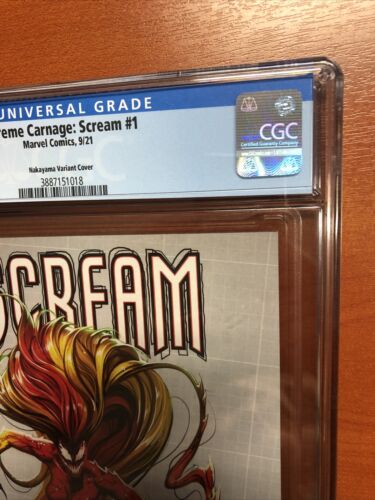 UNIVERSAL GRADE
reme Carnage: Scream #1
Marvel Comics, 9/21
Nakayama Variant Cover
3887151018
CGC
Certified Guaranty Company
SCREAM